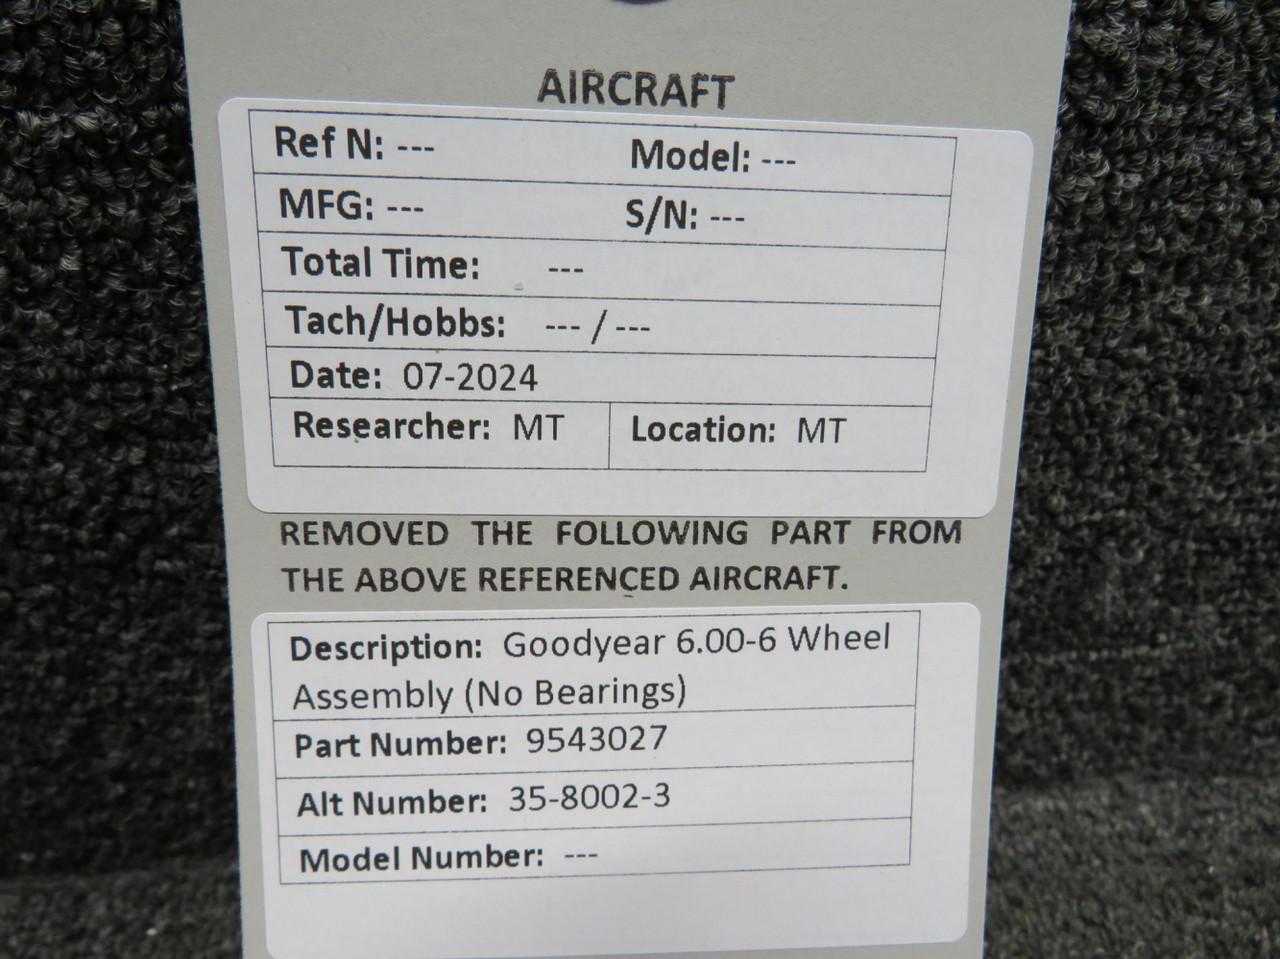 AIRCRAFT
Ref N: --- Model: ---
MFG: --- S/N: ---
Total Time: ---
Tach/Hobbs: --- / ---
Date: 07-2024
Researcher: MT Location: MT
REMOVED THE FOLLOWING PART FROM
THE ABOVE REFERENCED AIRCRAFT.
Description: Goodyear 6.00-6 Wheel
Assembly (No Bearings)
Part Number: 9543027
Alt Number: 35-8002-3
Model Number: ---